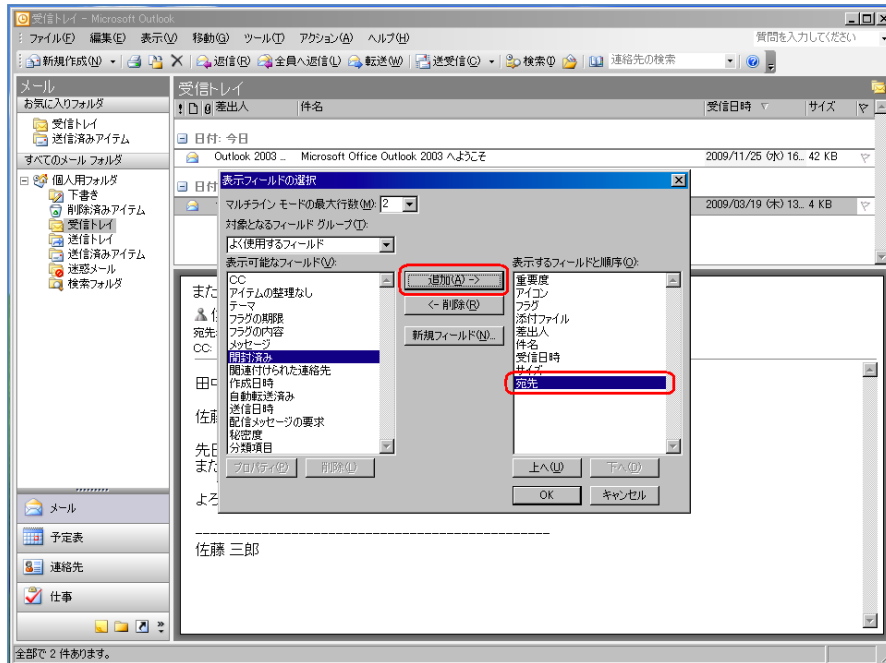 受信トレイ - Microsoft Outlook
ファイル(F) 編集(E) 表示(V) 移動(G) ツール(T) アクション(A) ヘルプ(H) 質問を入力してください
新規作成(N) 返信(R) 全員へ返信(L) 転送(W) 送受信(C) 検索(I) 連絡先の検索
メール
お気に入りフォルダ
受信トレイ
送信済みアイテム
すべてのメール フォルダ
個人用フォルダ
下書き
削除済みアイテム
受信トレイ
送信トレイ
送信済みアイテム
迷惑メール
検索フォルダ
メール
予定表
連絡先
仕事
受信トレイ
差出人 件名 受信日時 サイズ
日付: 今日
Outlook 2003 ... Microsoft Office Outlook 2003 へようこそ 2009/11/25 (水) 16... 42 KB
日付
2009/03/19 (木) 13... 4 KB
また
宛先:
CC:
田中
佐藤
先日
また
よろ
佐藤 三郎
表示フィールドの選択
マルチライン モードの最大行数(M): 2
対象となるフィールド グループ(T):
よく使用するフィールド
表示可能なフィールド(V):
CC
アイテムの整理なし
テーマ
フラグの期限
フラグの内容
メッセージ
開封済み
関連付けられた連絡先
作成日時
自動転送済み
送信日時
配信メッセージの要求
秘密度
分類項目
プロパティ(P) 削除(L)
追加(A) ->
<- 削除(R)
新規フィールド(N)...
表示するフィールドと順序(O):
重要度
アイコン
フラグ
添付ファイル
差出人
件名
受信日時
サイズ
宛先
上へ(U) 下へ(D)
OK キャンセル
全部で 2 件あります。